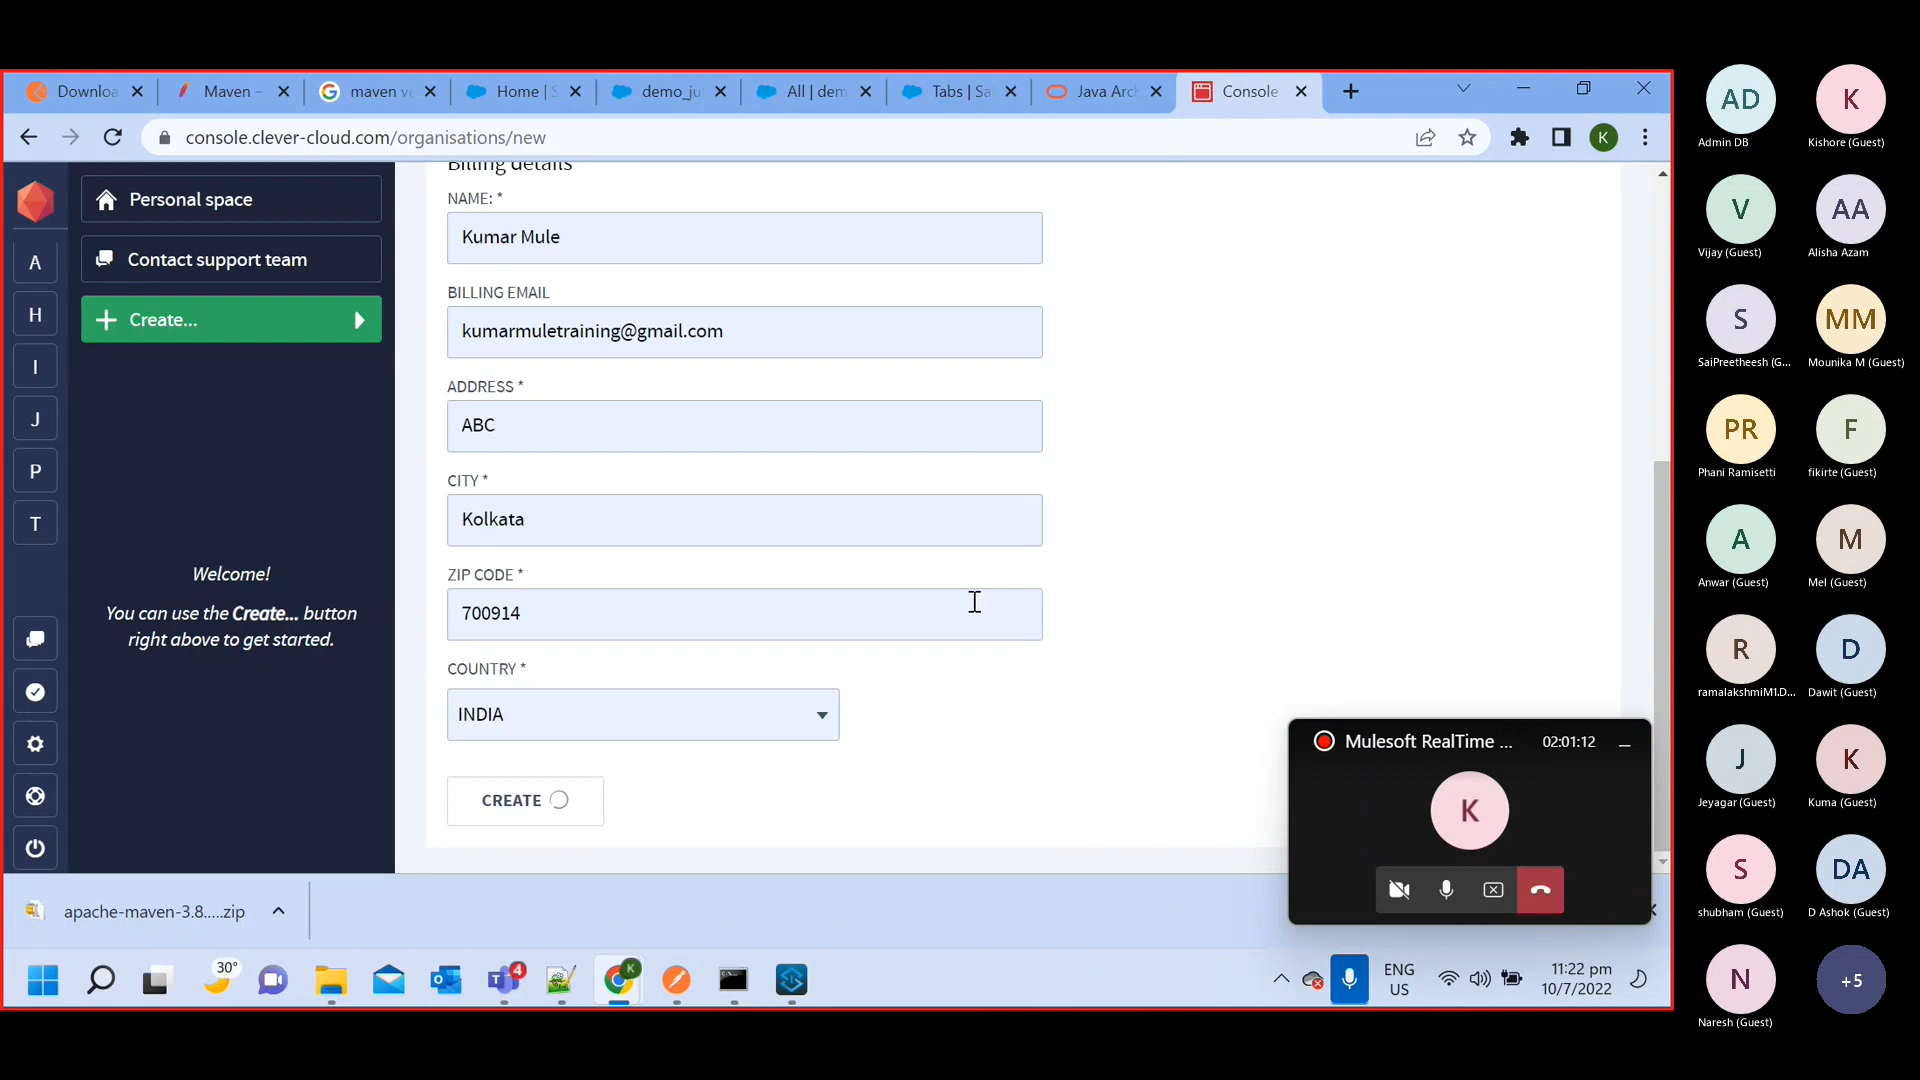 Downloa
Maven –
maven ve
Home | S
demo_ju
All | dem
Tabs | Sa
Java Arc
Console
console.clever-cloud.com/organisations/new
K
Personal space
Contact support team
Create...
A
H
I
J
P
T
Welcome!
You can use the Create... button
right above to get started.
Billing details
NAME: *
Kumar Mule
BILLING EMAIL
kumarmuletraining@gmail.com
ADDRESS *
ABC
CITY *
Kolkata
ZIP CODE *
700914
COUNTRY *
INDIA
CREATE
Mulesoft RealTime ...
02:01:12
K
apache-maven-3.8.....zip
30°
4
K
ENG
US
11:22 pm
10/7/2022
AD
Admin DB
K
Kishore (Guest)
V
Vijay (Guest)
AA
Alisha Azam
S
SaiPreetheesh (G...
MM
Mounika M (Guest)
PR
Phani Ramisetti
F
fikirte (Guest)
A
Anwar (Guest)
M
Mel (Guest)
R
ramalakshmiM1.D...
D
Dawit (Guest)
J
Jeyagar (Guest)
K
Kuma (Guest)
S
shubham (Guest)
DA
D Ashok (Guest)
N
Naresh (Guest)
+5